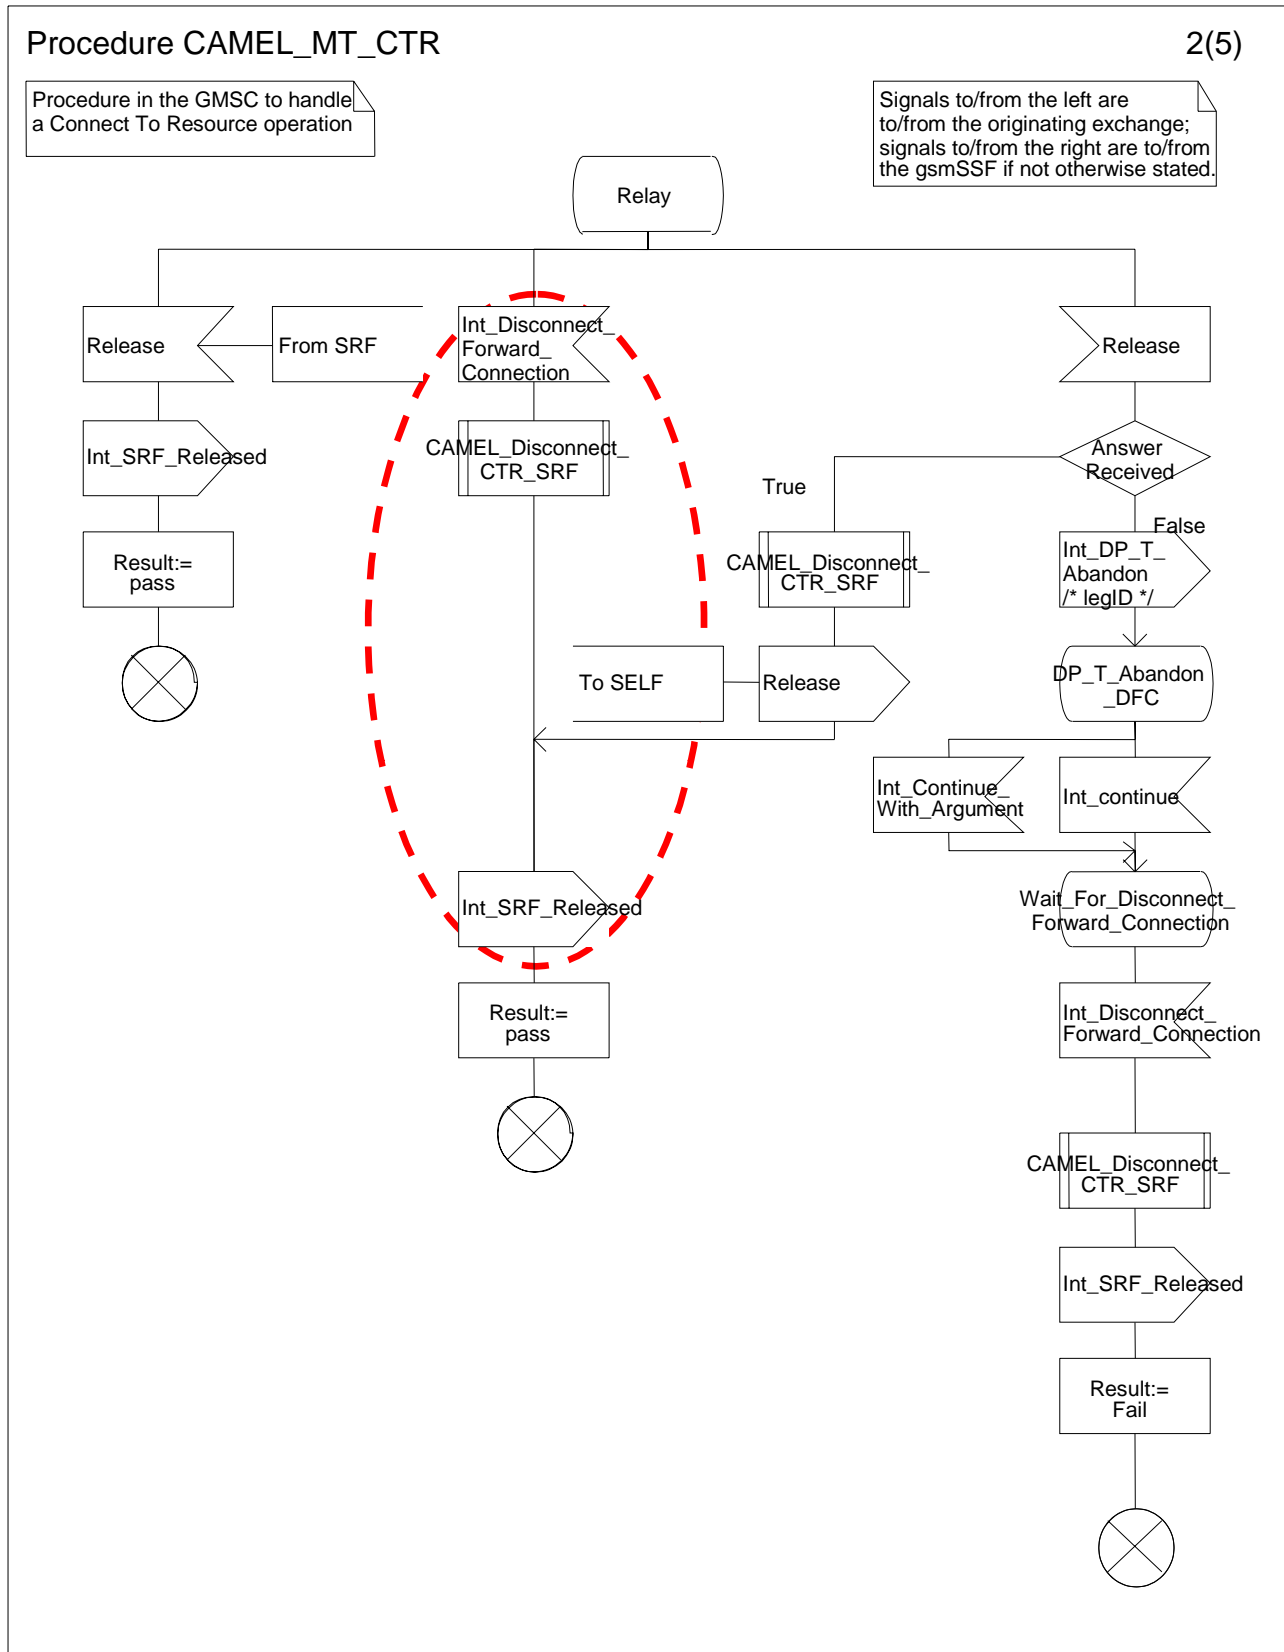 Procedure CAMEL_MT_CTR
2(5)
Procedure in the GMSC to handle
a Connect To Resource operation
Signals to/from the left are
to/from the originating exchange;
signals to/from the right are to/from
the gsmSSF if not otherwise stated.
Relay
Release
From SRF
Int_Disconnect_
Forward_
Connection
Release
Int_SRF_Released
CAMEL_Disconnect_
CTR_SRF
Answer
Received
True
False
Result:=
pass
CAMEL_Disconnect_
CTR_SRF
Int_DP_T_
Abandon
/* legID */
To SELF
Release
DP_T_Abandon
_DFC
Int_Continue_
With_Argument
Int_continue
Int_SRF_Released
Wait_For_Disconnect_
Forward_Connection
Result:=
pass
Int_Disconnect_
Forward_Connection
CAMEL_Disconnect_
CTR_SRF
Int_SRF_Released
Result:=
Fail